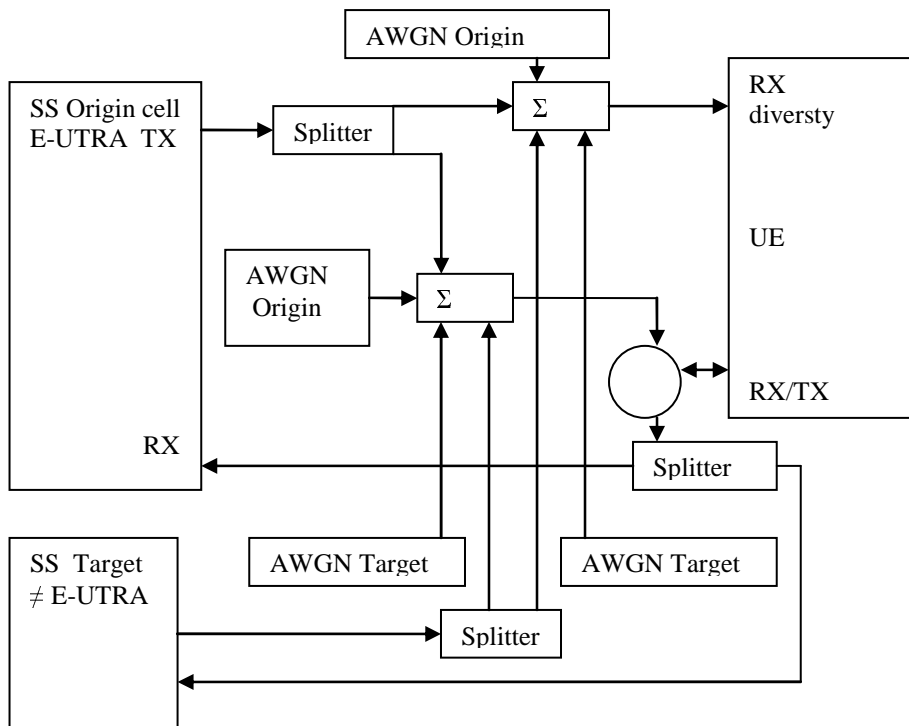 AWGN Origin
SS Origin cell
E-UTRA TX
Splitter
Σ
RX
diversty
UE
AWGN
Origin
Σ
RX/TX
RX
Splitter
AWGN Target
AWGN Target
SS Target
≠ E-UTRA
Splitter